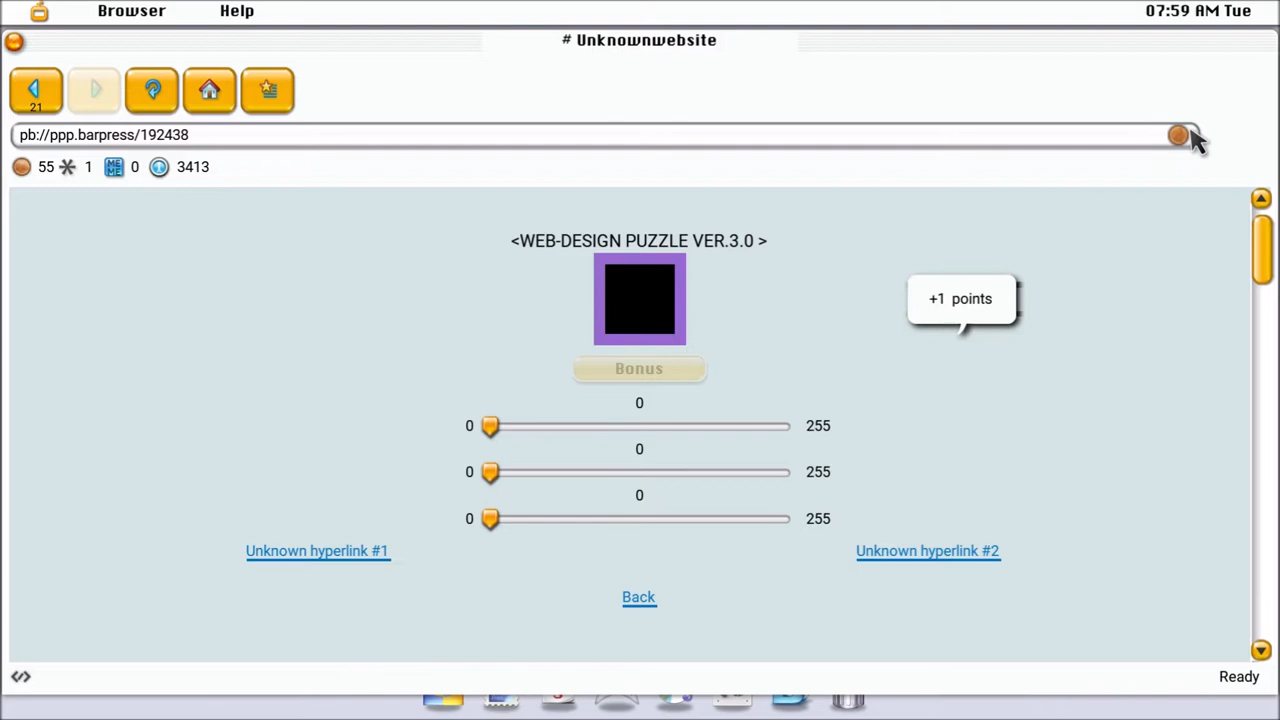 Browser Help 07:59 AM Tue
# Unknownwebsite
21
pb://ppp.barpress/192438
55 1 MEME 0 3413
<WEB-DESIGN PUZZLE VER.3.0 >
+1 points
Bonus
0
0 255
0
0 255
0
0 255
Unknown hyperlink #1 Unknown hyperlink #2
Back
Ready